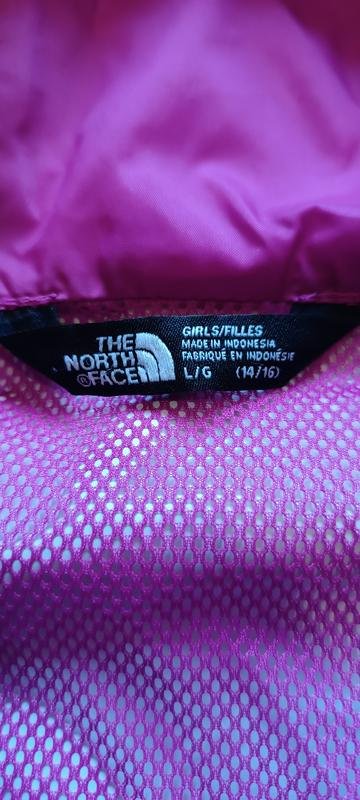 THE
NORTH
FACE
GIRLS/FILLES
MADE IN INDONESIA
FABRIQUÉ EN INDONÉSIE
L/G (14/16)